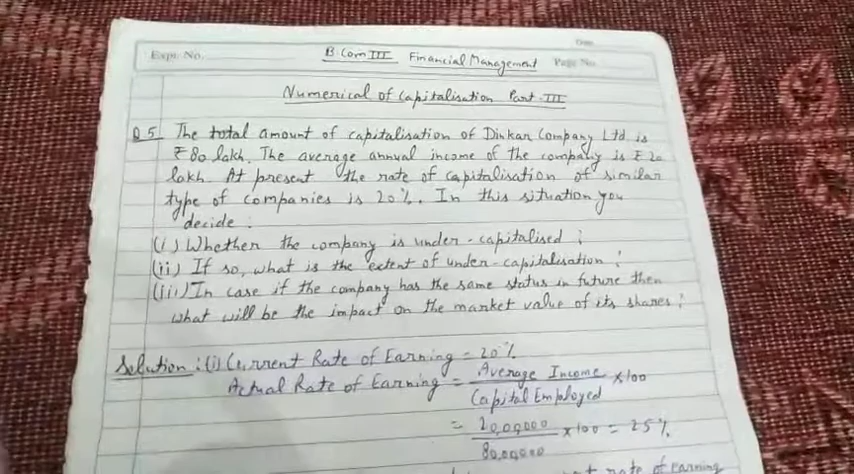 Date
Expt. No. B.Com III Financial Management Page No.
Numerical of Capitalisation Part-III
Q5 The total amount of capitalisation of Dinkar Company Ltd. is
₹80 lakh. The average annual income of the company is ₹20
lakh. At present the rate of capitalisation of similar
type of companies is 20%. In this situation you
decide :
(i) Whether the company is under-capitalised ;
(ii) If so, what is the extent of under-capitalisation ;
(iii) In case if the company has the same status in future then
what will be the impact on the market value of its shares ;
Solution : (i) Current Rate of Earning = 20%
Actual Rate of Earning = Average Income × 100
Capital Employed
= 20,00,000 × 100 = 25%
80,00,000
rate of earning